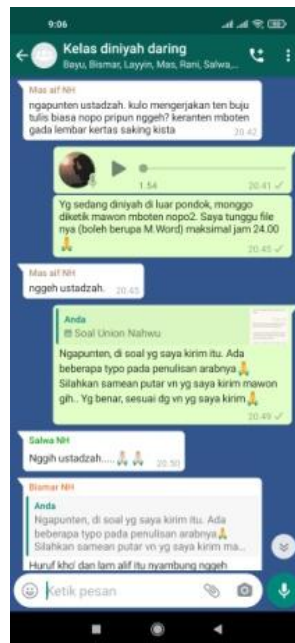 9:06
Kelas diniyah daring
Bayu, Bismar, Layyin, Mas, Rani, Salwa,...
Mas aif NH
ngapunten ustadzah. kulo mengerjakan ten buju
tulis biasa nopo pripun nggeh? keranten mboten
gada lembar kertas saking kista
20.42
1.54
20.41
Yg sedang diniyah di luar pondok, monggo
diketik mawon mboten nopo2. Saya tunggu file
nya (boleh berupa M.Word) maksimal jam 24.00
🙏
20.45
Mas aif NH
nggeh ustadzah. 20.45
Anda
Soal Union Nahwu
Ngapunten, di soal yg saya kirim itu. Ada
beberapa typo pada penulisan arabnya🙏
Silahkan samean putar vn yg saya kirim mawon
gih.. Yg benar, sesuai dg vn yg saya kirim🙏
20.49
Salwa NH
Nggih ustadzah.....🙏🙏 20.50
Bismar NH
Anda
Ngapunten, di soal yg saya kirim itu. Ada
beberapa typo pada penulisan arabnya🙏
Silahkan samean putar vn yg saya kirim ma...
Huruf kho' dan lam alif itu nyambung nggeh
Ketik pesan